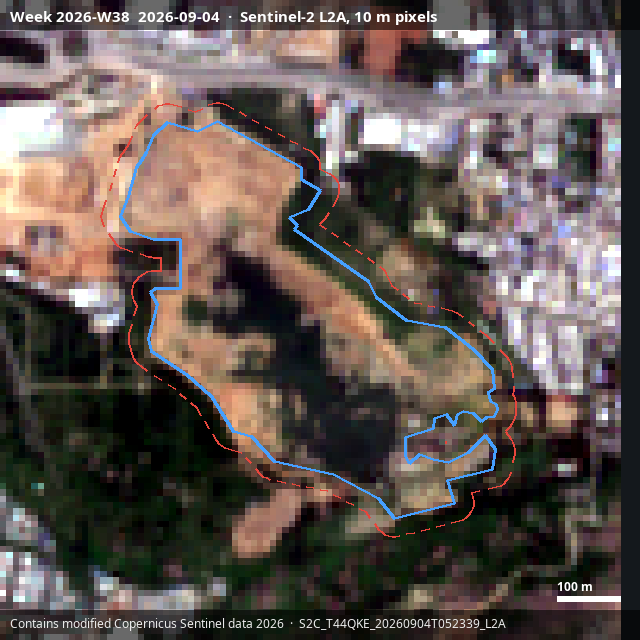 Week 2026-W38 2026-09-04 · Sentinel-2 L2A, 10 m pixels
100 m
Contains modified Copernicus Sentinel data 2026 · S2C_T44QKE_20260904T052339_L2A